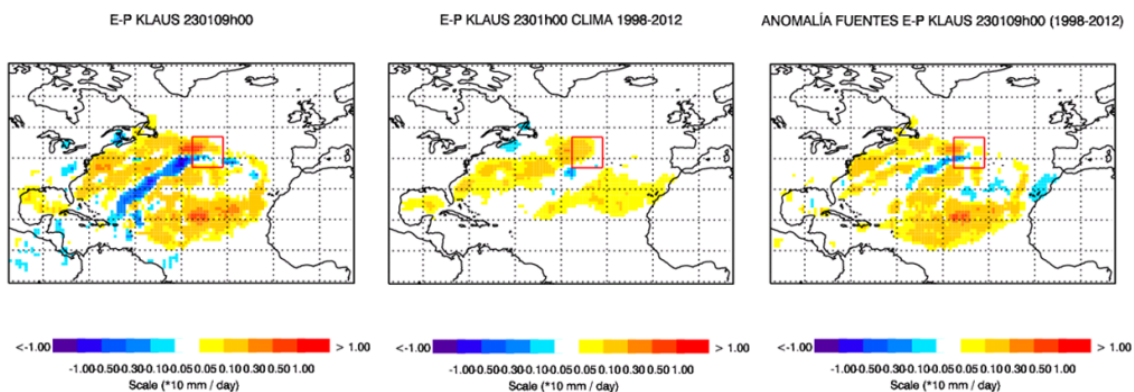 E-P KLAUS 230109h00
E-P KLAUS 2301h00 CLIMA 1998-2012
ANOMALÍA FUENTES E-P KLAUS 230109h00 (1998-2012)
<-1.00 > 1.00
-1.00 0.50 0.30 0.10 0.05 0.05 0.10 0.30 0.50 1.00
Scale (*10 mm / day)
<-1.00 > 1.00
-1.00 0.50 0.30 0.10 0.05 0.05 0.10 0.30 0.50 1.00
Scale (*10 mm / day)
<-1.00 > 1.00
-1.00 0.50 0.30 0.10 0.05 0.05 0.10 0.30 0.50 1.00
Scale (*10 mm / day)